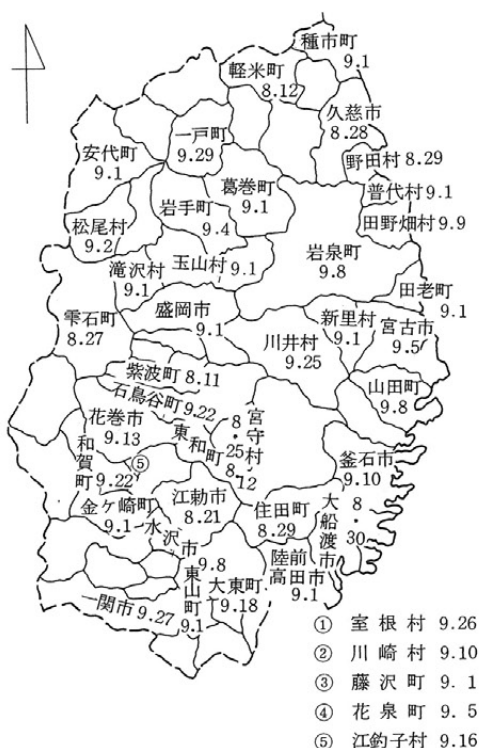 種市町
9.1
軽米町
8.12
久慈市
8.28
一戸町
9.29
安代町
9.1
野田村 8.29
葛巻町
9.1
普代村 9.1
岩手町
9.4
田野畑村 9.9
松尾村
9.2
岩泉町
9.8
玉山村 9.1
滝沢村
9.1
田老町
9.1
盛岡市
9.1
新里村
9.1
宮古市
9.5
雫石町
8.27
川井村
9.25
紫波町 8.11
山田町
9.8
石鳥谷町 9.22
花巻市
9.13
東和町
8.12
宮守村
8・25
釜石市
9.10
和賀町 9.22
⑤
江勀市
8.21
金ヶ崎町
9.1
住田町
8.29
大船渡市
8・30
水沢市
9.8
陸前
高田市
9.1
大東町
9.18
東山町
9.1
一関市 9.27
① 室根村 9.26
② 川崎村 9.10
③ 藤沢町 9.1
④ 花泉町 9.5
⑤ 江釣子村 9.16